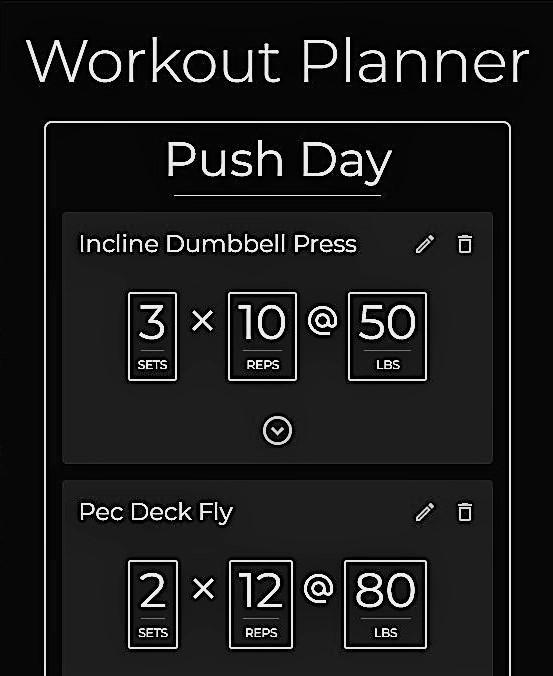 Workout Planner
Push Day
Incline Dumbbell Press
3 × 10 @ 50
SETS REPS LBS
Pec Deck Fly
2 × 12 @ 80
SETS REPS LBS